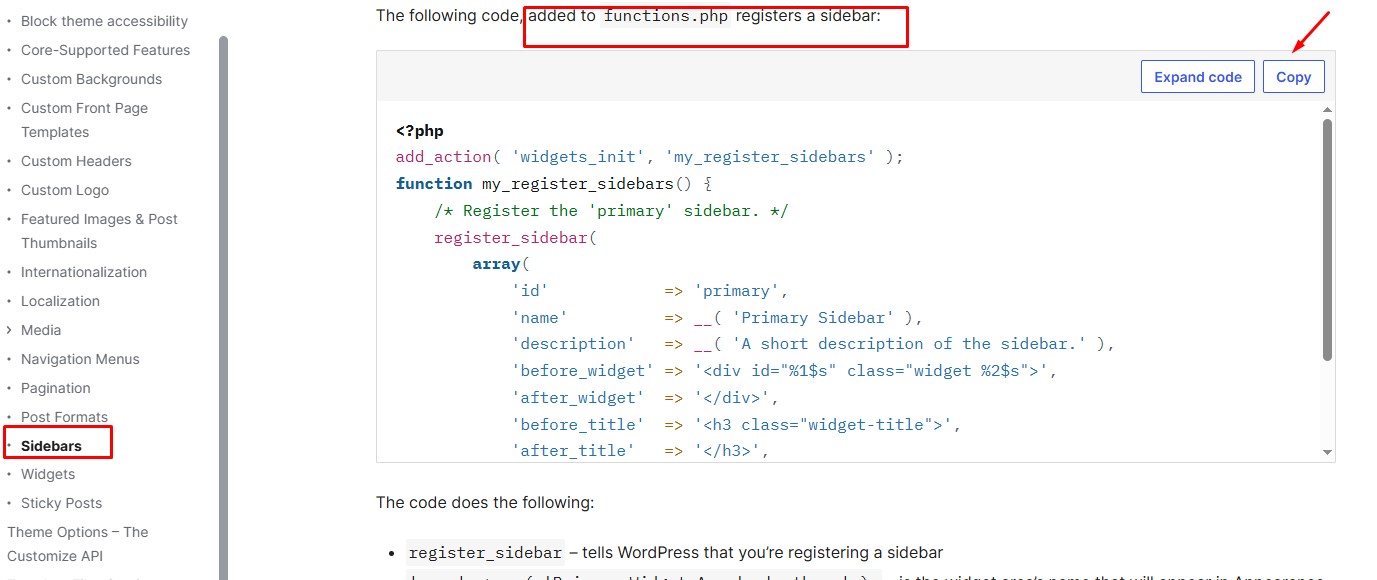 Block theme accessibility
Core-Supported Features
Custom Backgrounds
Custom Front Page
Templates
Custom Headers
Custom Logo
Featured Images & Post
Thumbnails
Internationalization
Localization
Media
Navigation Menus
Pagination
Post Formats
Sidebars
Widgets
Sticky Posts
Theme Options – The
Customize API
The following code, added to functions.php registers a sidebar:
Expand code Copy
<?php
add_action( 'widgets_init', 'my_register_sidebars' );
function my_register_sidebars() {
/* Register the 'primary' sidebar. */
register_sidebar(
array(
'id' => 'primary',
'name' => __( 'Primary Sidebar' ),
'description' => __( 'A short description of the sidebar.' ),
'before_widget' => '<div id="%1$s" class="widget %2$s">',
'after_widget' => '</div>',
'before_title' => '<h3 class="widget-title">',
'after_title' => '</h3>',
The code does the following:
register_sidebar – tells WordPress that you're registering a sidebar